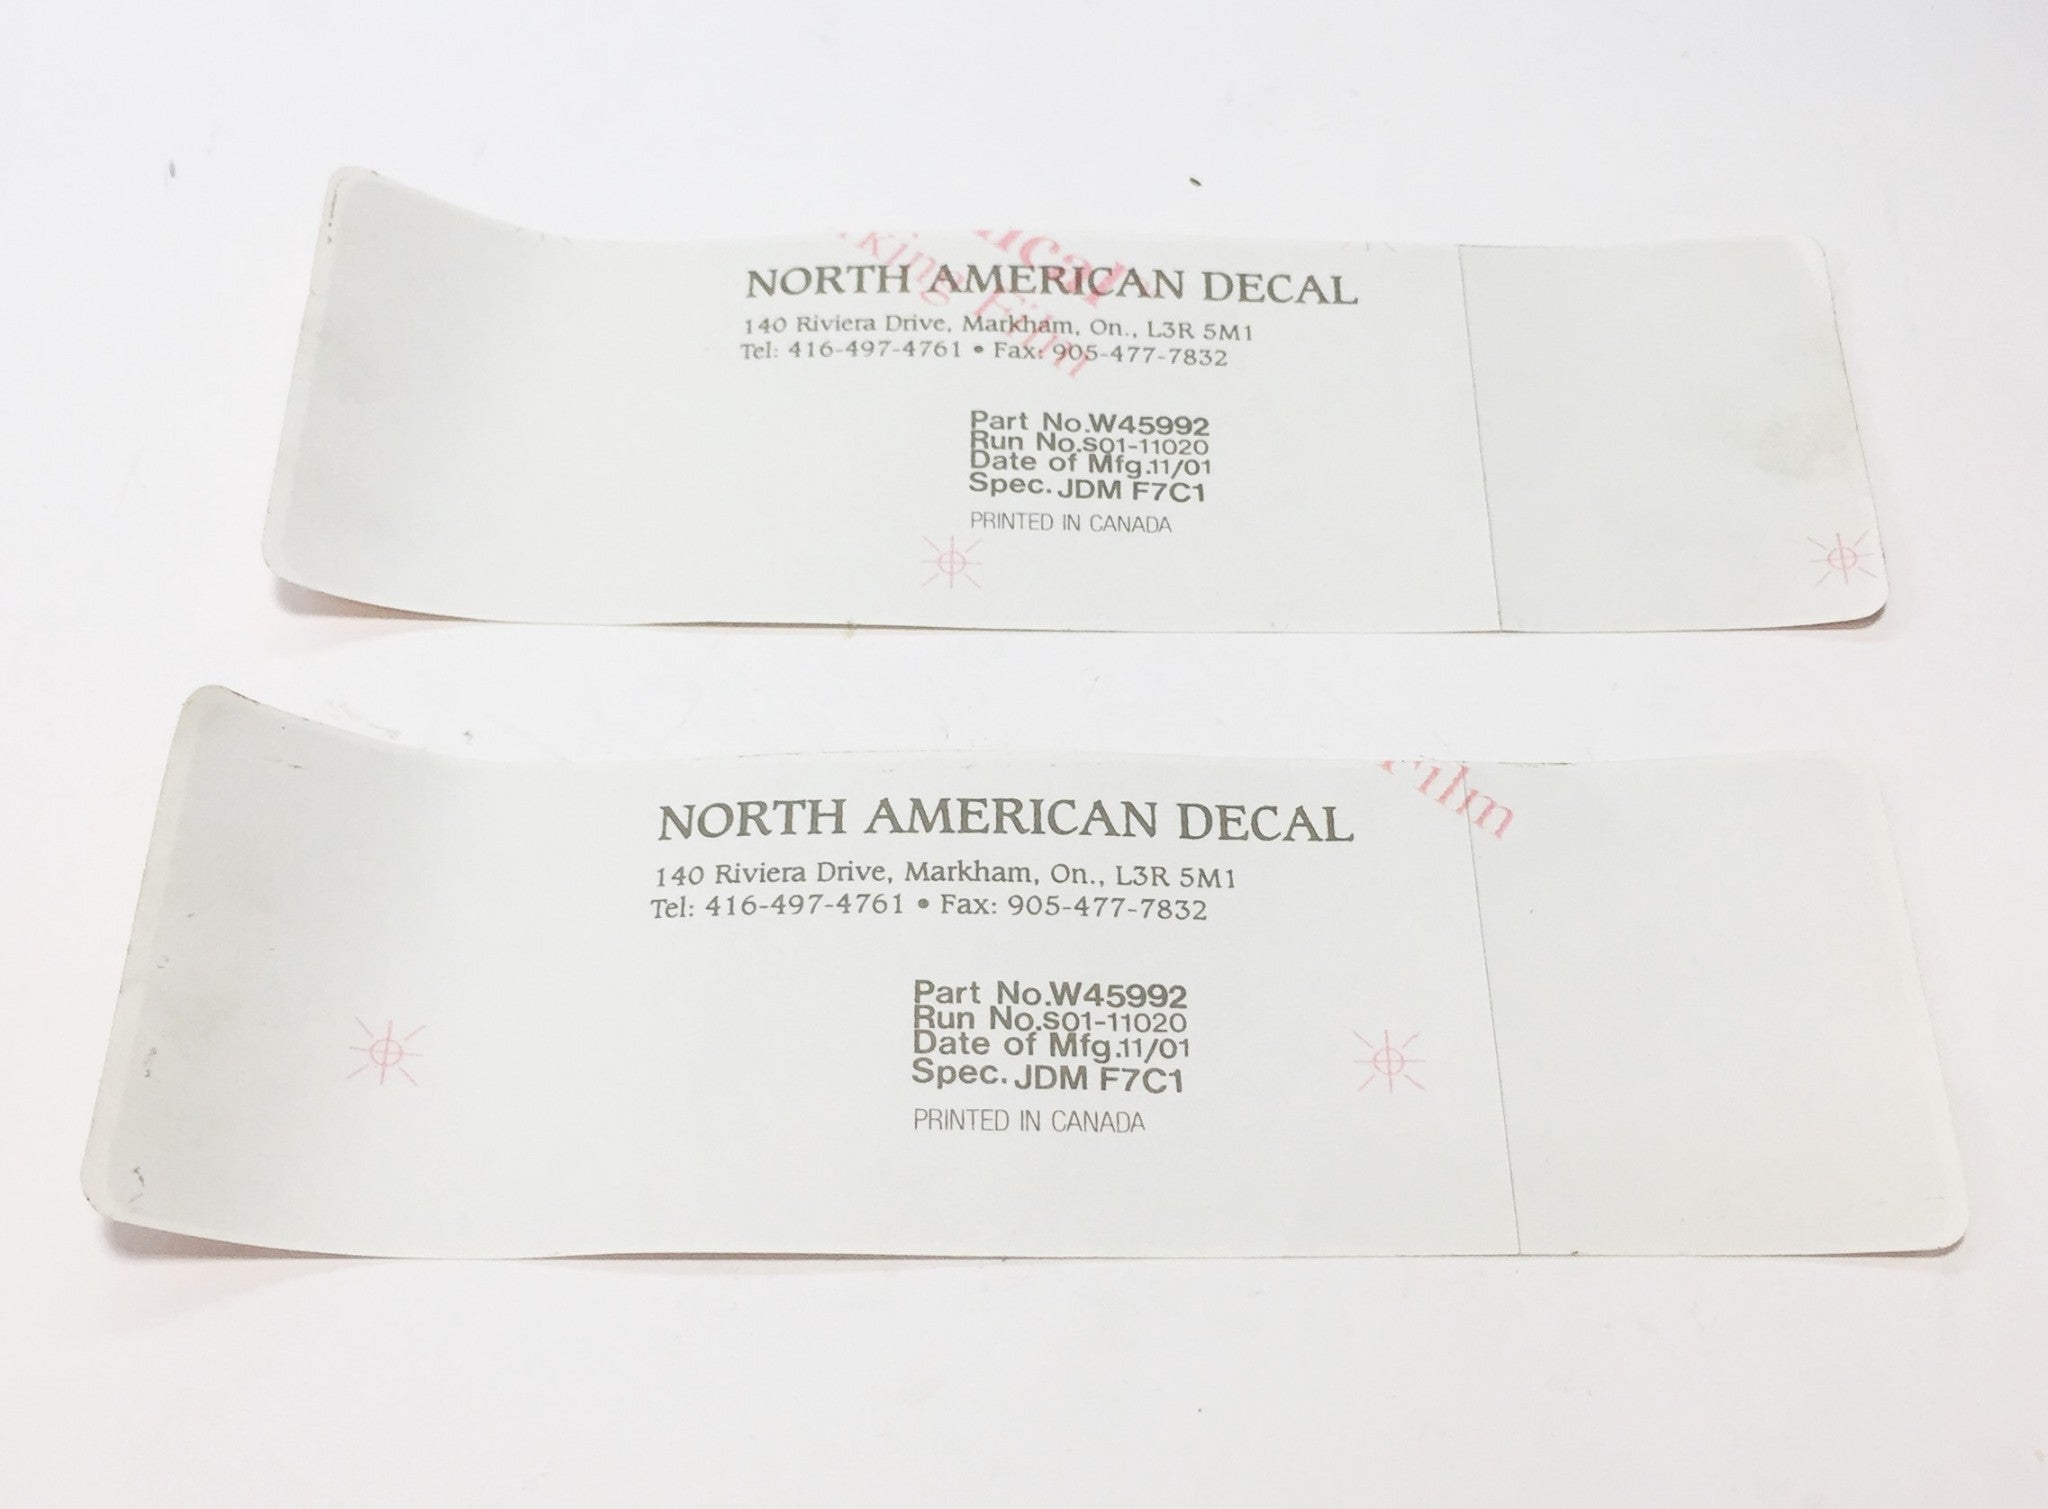 king Film
NORTH AMERICAN DECAL
140 Riviera Drive, Markham, On., L3R 5M1
Tel: 416-497-4761 • Fax: 905-477-7832
Part No.W45992
Run No.S01-11020
Date of Mfg.11/01
Spec. JDM F7C1
PRINTED IN CANADA
Film
NORTH AMERICAN DECAL
140 Riviera Drive, Markham, On., L3R 5M1
Tel: 416-497-4761 • Fax: 905-477-7832
Part No.W45992
Run No.S01-11020
Date of Mfg.11/01
Spec. JDM F7C1
PRINTED IN CANADA